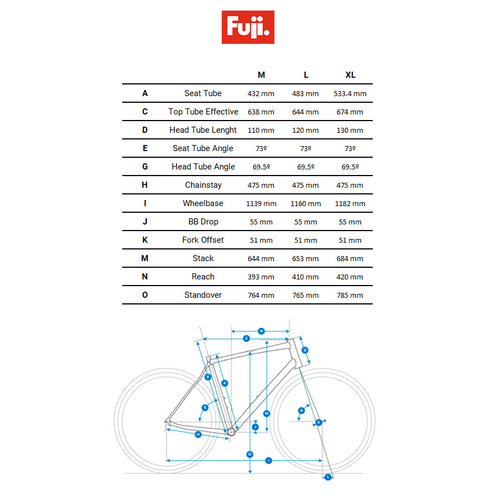 Fuji.
M L XL
A Seat Tube 432 mm 483 mm 533.4 mm
C Top Tube Effective 638 mm 644 mm 674 mm
D Head Tube Lenght 110 mm 120 mm 130 mm
E Seat Tube Angle 73º 73º 73º
G Head Tube Angle 69.5º 69.5º 69.5º
H Chainstay 475 mm 475 mm 475 mm
I Wheelbase 1139 mm 1160 mm 1182 mm
J BB Drop 55 mm 55 mm 55 mm
K Fork Offset 51 mm 51 mm 51 mm
M Stack 644 mm 653 mm 684 mm
N Reach 393 mm 410 mm 420 mm
O Standover 764 mm 765 mm 785 mm
N
C
D
B
A
E
M
G
K
J
H
O
I
L